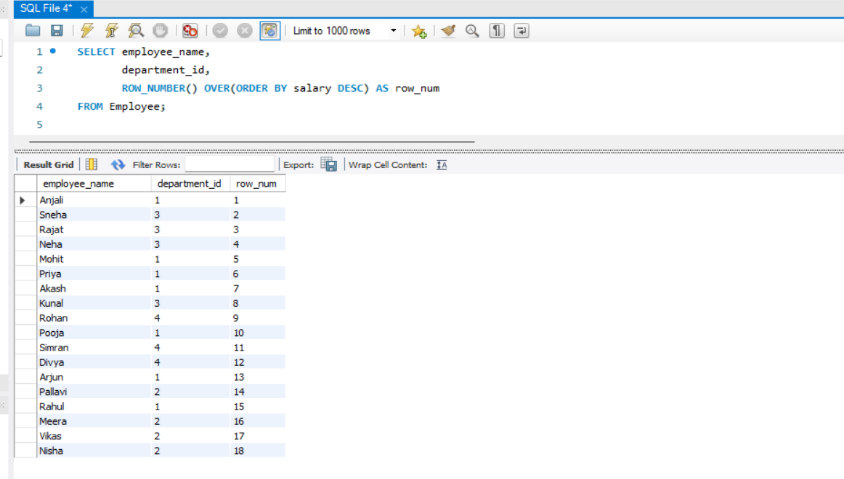 SQL File 4* ×
Limit to 1000 rows
1 SELECT employee_name,
2 department_id,
3 ROW_NUMBER() OVER(ORDER BY salary DESC) AS row_num
4 FROM Employee;
5
Result Grid Filter Rows: Export: Wrap Cell Content:
employee_name department_id row_num
Anjali 1 1
Sneha 3 2
Rajat 3 3
Neha 3 4
Mohit 1 5
Priya 1 6
Akash 1 7
Kunal 3 8
Rohan 4 9
Pooja 1 10
Simran 4 11
Divya 4 12
Arjun 1 13
Pallavi 2 14
Rahul 1 15
Meera 2 16
Vikas 2 17
Nisha 2 18